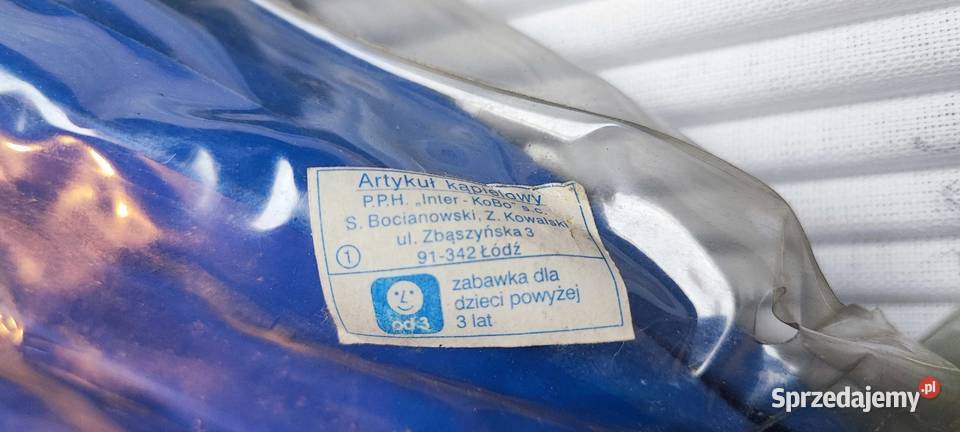 Artykuł kąpielowy
P.P.H. „Inter - KoBo" s.c.
S. Bocianowski, Z. Kowalski
ul. Zbąszyńska 3
1
91-342 Łódź
zabawka dla
dzieci powyżej
3 lat
od 3
Sprzedajemy.pl